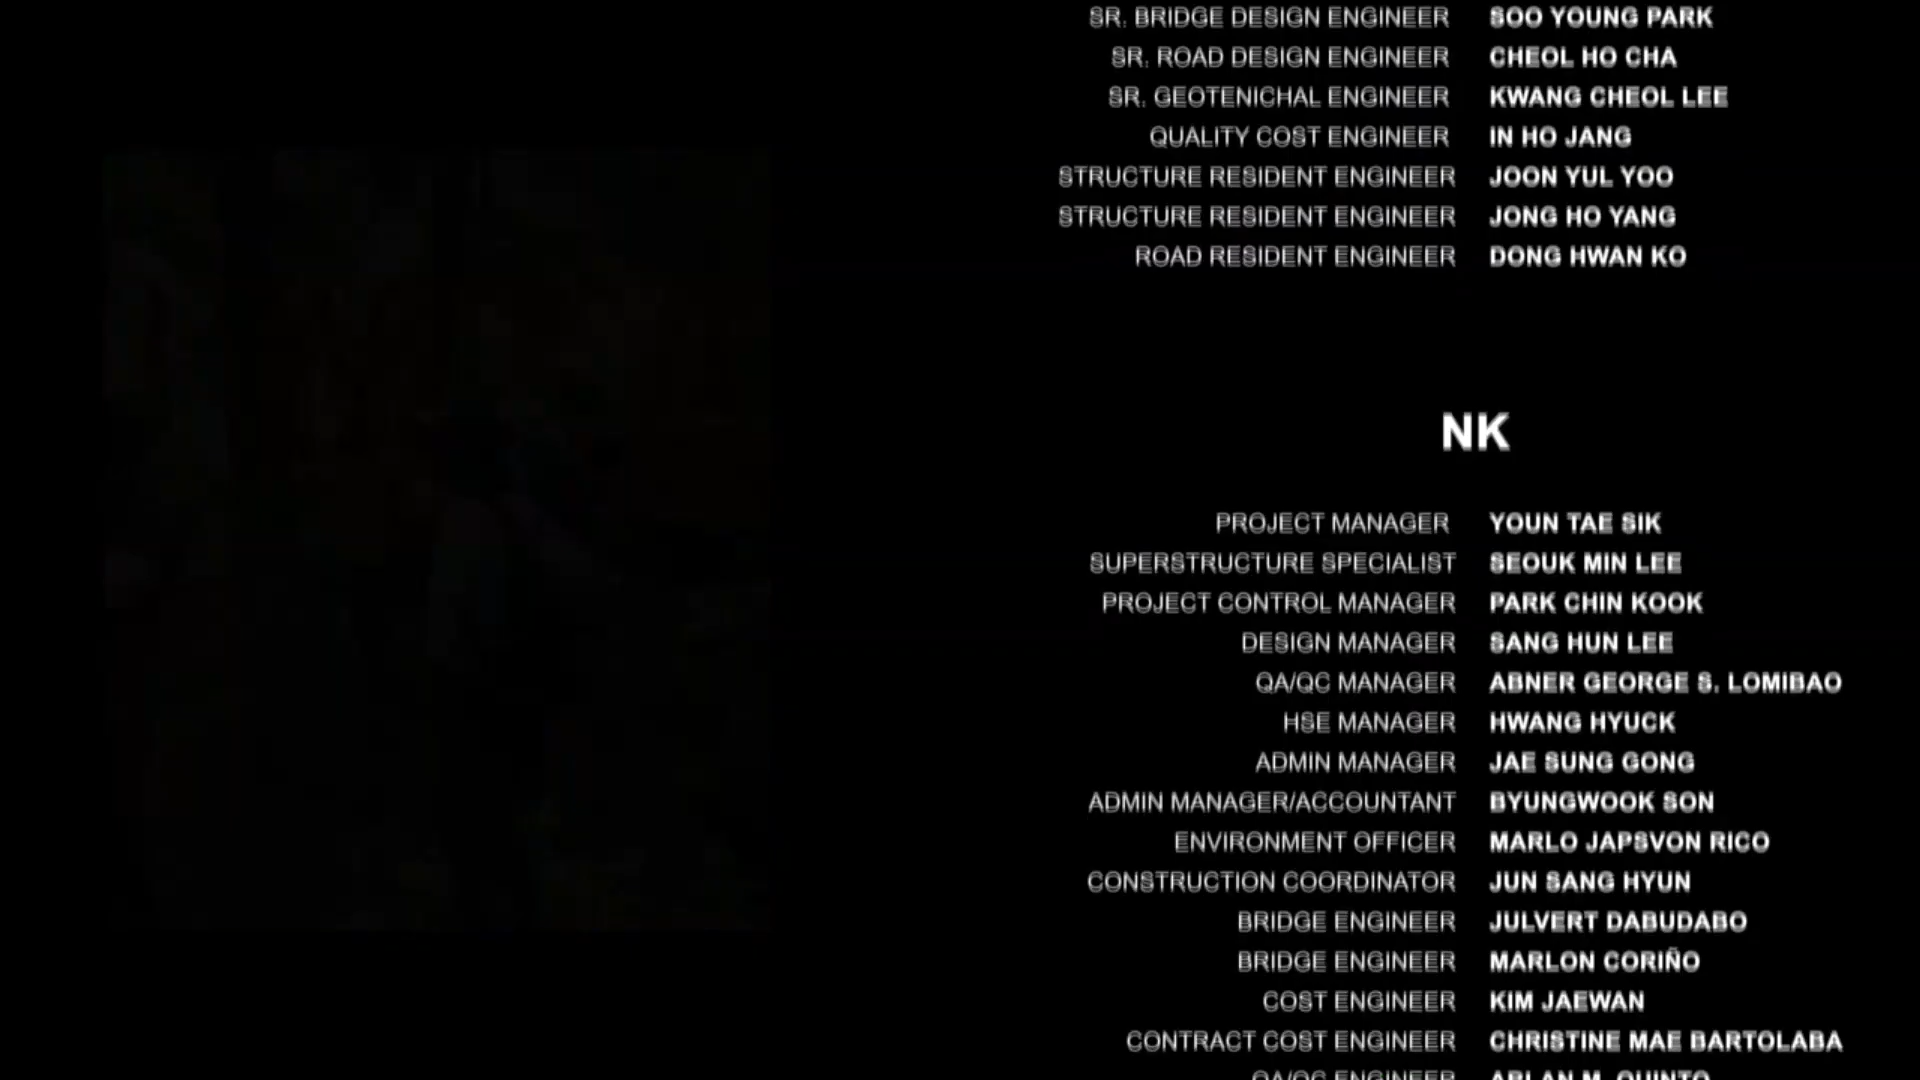 SR. BRIDGE DESIGN ENGINEER SOO YOUNG PARK
SR. ROAD DESIGN ENGINEER CHEOL HO CHA
SR. GEOTENICHAL ENGINEER KWANG CHEOL LEE
QUALITY COST ENGINEER IN HO JANG
STRUCTURE RESIDENT ENGINEER JOON YUL YOO
STRUCTURE RESIDENT ENGINEER JONG HO YANG
ROAD RESIDENT ENGINEER DONG HWAN KO
NK
PROJECT MANAGER YOUN TAE SIK
SUPERSTRUCTURE SPECIALIST SEOUK MIN LEE
PROJECT CONTROL MANAGER PARK CHIN KOOK
DESIGN MANAGER SANG HUN LEE
QA/QC MANAGER ABNER GEORGE S. LOMIBAO
HSE MANAGER HWANG HYUCK
ADMIN MANAGER JAE SUNG GONG
ADMIN MANAGER/ACCOUNTANT BYUNGWOOK SON
ENVIRONMENT OFFICER MARLO JAPSVON RICO
CONSTRUCTION COORDINATOR JUN SANG HYUN
BRIDGE ENGINEER JULVERT DABUDABO
BRIDGE ENGINEER MARLON CORIÑO
COST ENGINEER KIM JAEWAN
CONTRACT COST ENGINEER CHRISTINE MAE BARTOLABA
QA/QC ENGINEER ARLAN M. QUINTO